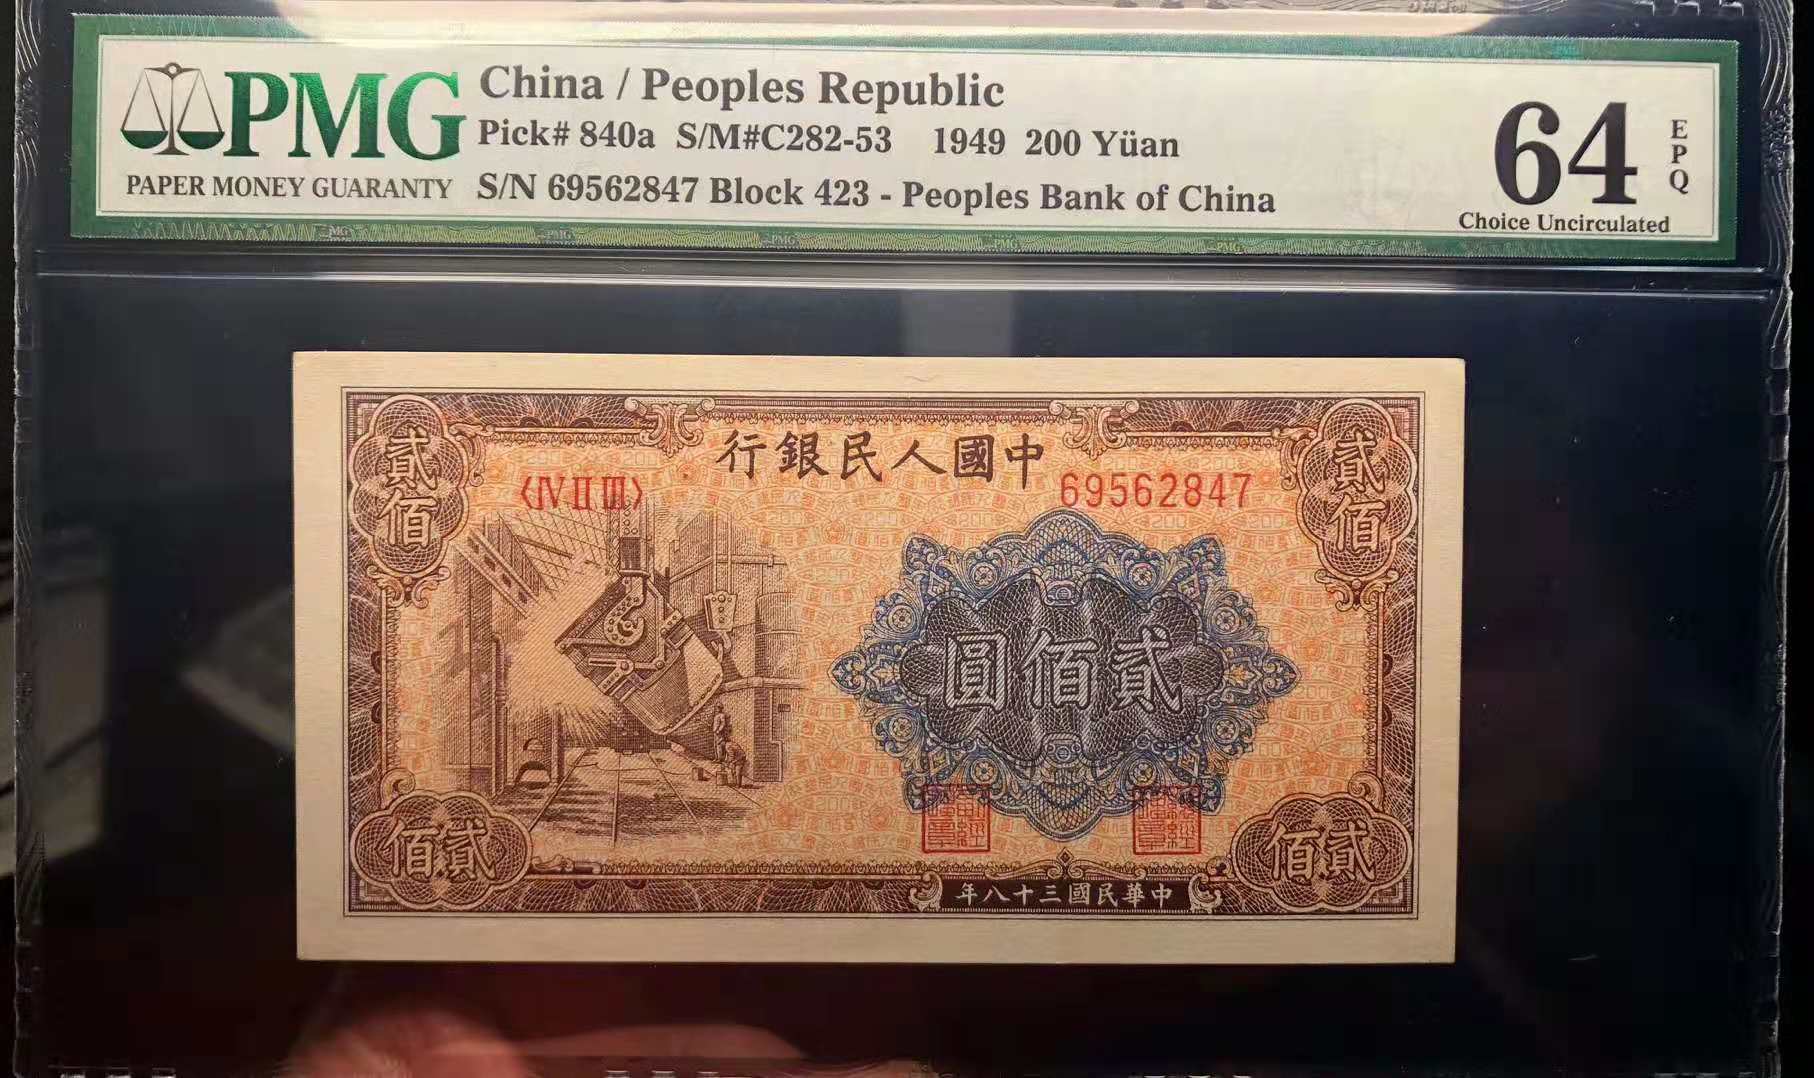 PMG
PAPER MONEY GUARANTY
China / Peoples Republic
Pick# 840a S/M#C282-53 1949 200 Yüan
S/N 69562847 Block 423 - Peoples Bank of China
64
EPQ
Choice Uncirculated
行銀民人國中
〈Ⅳ Ⅱ Ⅲ〉
69562847
貳佰
貳佰
圓佰貳
佰貳
佰貳
年八十三國民華中